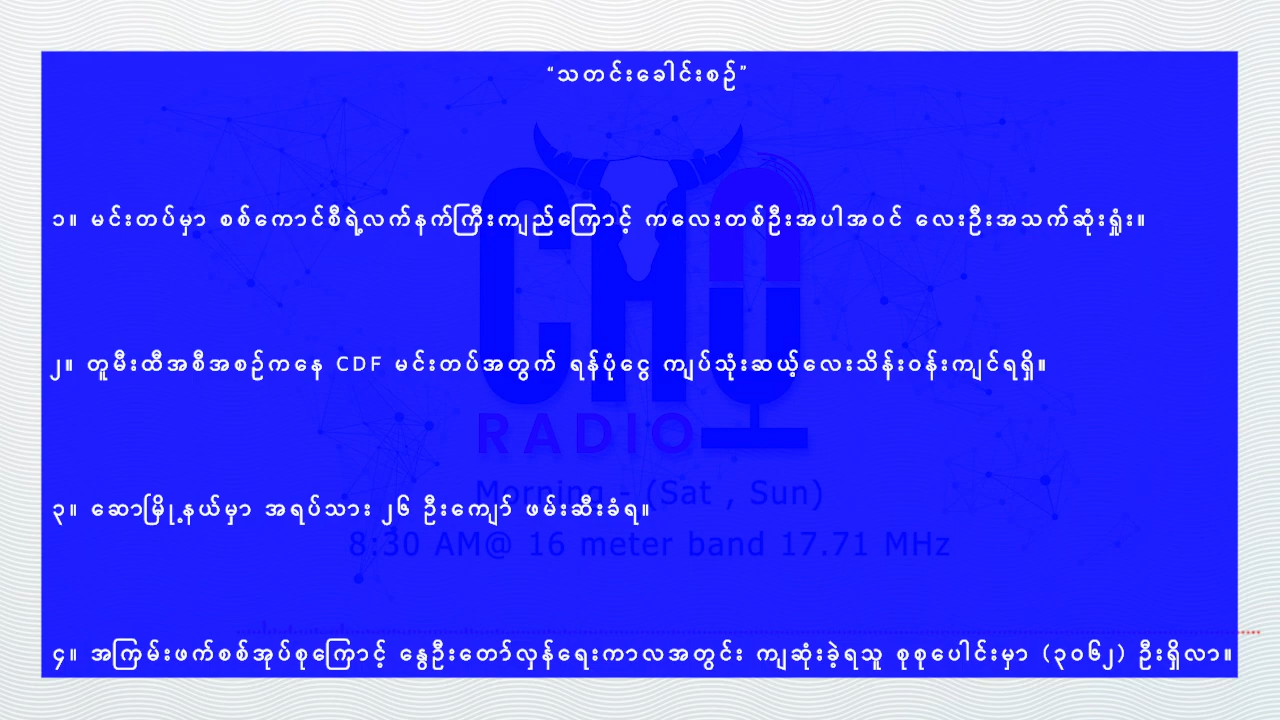 “သတင်းခေါင်းစဉ်”
၁။ မင်းတပ်မှာ စစ်ကောင်စီရဲ့လက်နက်ကြီးကျည်ကြောင့် ကလေးတစ်ဦးအပါအဝင် လေးဦးအသက်ဆုံးရှုံး။
၂။ တူမီးထီအစီအစဉ်ကနေ CDF မင်းတပ်အတွက် ရန်ပုံငွေ ကျပ်သုံးဆယ့်လေးသိန်းဝန်းကျင်ရရှိ။
RADIO
Morning - (Sat , Sun)
၃။ ဆောမြို့နယ်မှာ အရပ်သား ၂၆ ဦးကျော် ဖမ်းဆီးခံရ။
8:30 AM@ 16 meter band 17.71 MHz
၄။ အကြမ်းဖက်စစ်အုပ်စုကြောင့် နွေဦးတော်လှန်ရေးကာလအတွင်း ကျဆုံးခဲ့ရသူ စုစုပေါင်းမှာ (၃၀၆၂) ဦးရှိလာ။